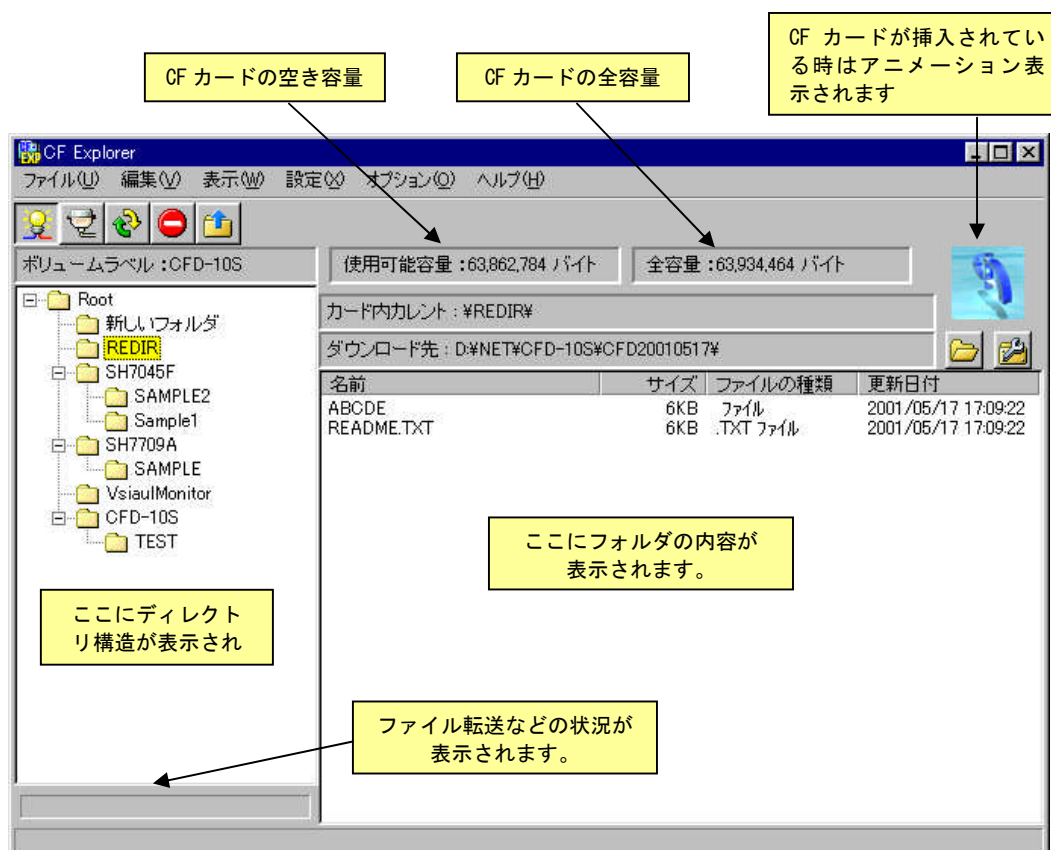 CF カードの空き容量
CF カードの全容量
CF カードが挿入されてい
る時はアニメーション表
示されます
CF Explorer
ファイル(U) 編集(V) 表示(W) 設定(X) オプション(O) ヘルプ(H)
ボリュームラベル :CFD-10S
使用可能容量 :63,862,784 バイト
全容量 :63,934,464 バイト
カード内カレント : ¥REDIR¥
ダウンロード先 : D:¥NET¥CFD-10S¥CFD20010517¥
Root
新しいフォルダ
REDIR
SH7045F
SAMPLE2
Sample1
SH7709A
SAMPLE
VsiaulMonitor
CFD-10S
TEST
名前 サイズ ファイルの種類 更新日付
ABCDE 6KB ファイル 2001/05/17 17:09:22
README.TXT 6KB .TXT ファイル 2001/05/17 17:09:22
ここにフォルダの内容が
表示されます。
ここにディレクト
リ構造が表示され
ファイル転送などの状況が
表示されます。